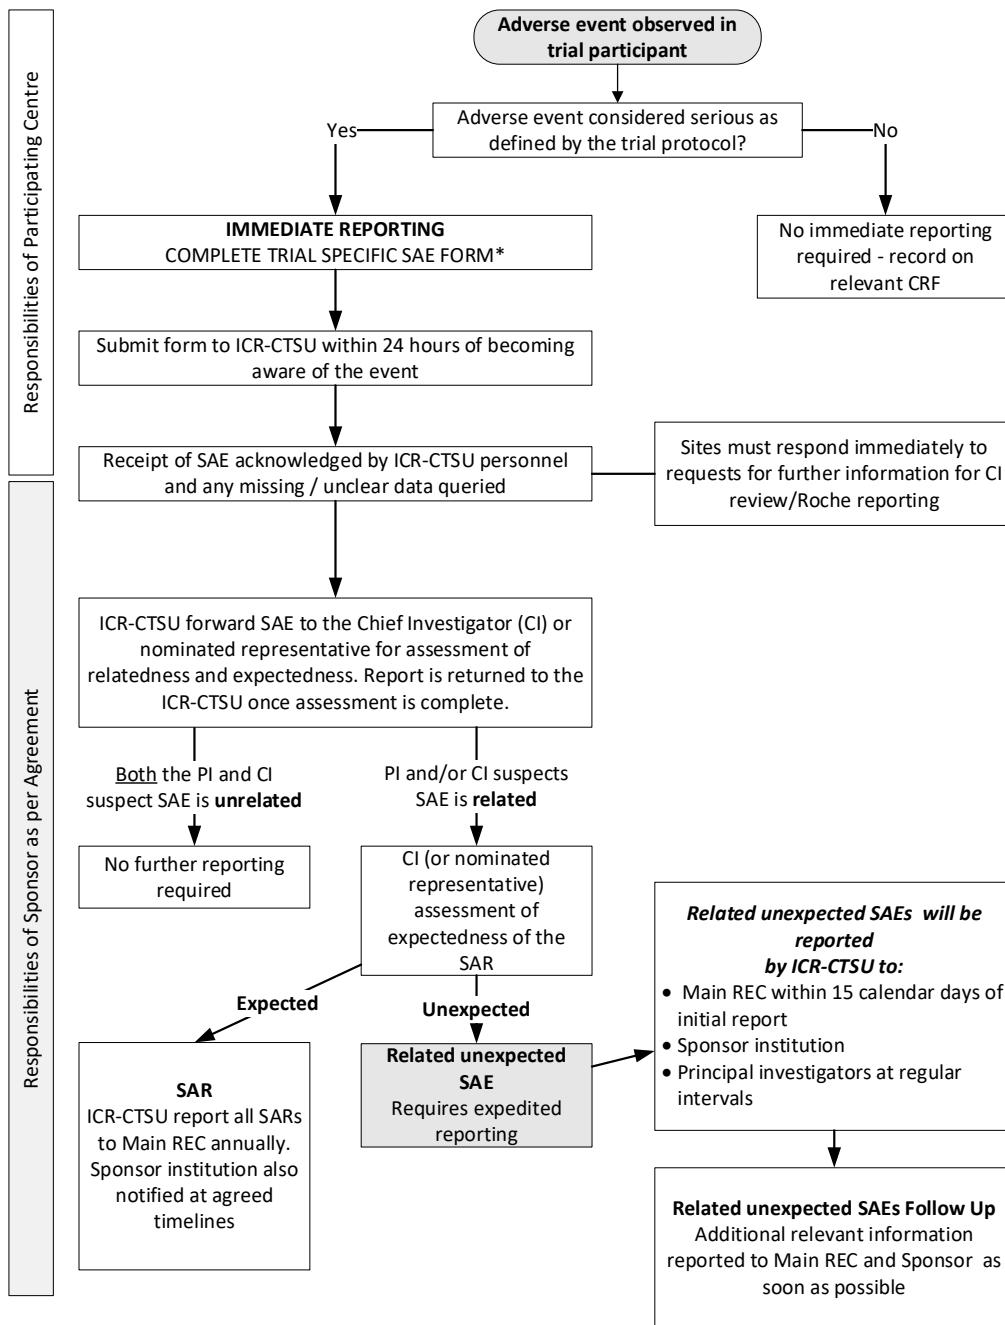 Responsibilities of Participating Centre
Adverse event observed in
trial participant
Adverse event considered serious as
defined by the trial protocol?
Yes
No
IMMEDIATE REPORTING
COMPLETE TRIAL SPECIFIC SAE FORM*
No immediate reporting
required - record on
relevant CRF
Submit form to ICR-CTSU within 24 hours of becoming
aware of the event
Receipt of SAE acknowledged by ICR-CTSU personnel
and any missing / unclear data queried
Sites must respond immediately to
requests for further information for CI
review/Roche reporting
Responsibilities of Sponsor as per Agreement
ICR-CTSU forward SAE to the Chief Investigator (CI) or
nominated representative for assessment of
relatedness and expectedness. Report is returned to the
ICR-CTSU once assessment is complete.
Both the PI and CI
suspect SAE is unrelated
PI and/or CI suspects
SAE is related
No further reporting
required
CI (or nominated
representative)
assessment of
expectedness of the
SAR
Expected
Unexpected
SAR
ICR-CTSU report all SARs
to Main REC annually.
Sponsor institution also
notified at agreed
timelines
Related unexpected
SAE
Requires expedited
reporting
Related unexpected SAEs will be
reported
by ICR-CTSU to:
• Main REC within 15 calendar days of
initial report
• Sponsor institution
• Principal investigators at regular
intervals
Related unexpected SAEs Follow Up
Additional relevant information
reported to Main REC and Sponsor as
soon as possible